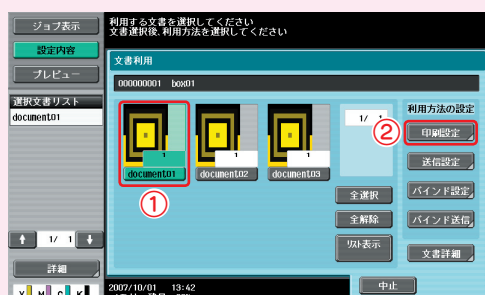 ジョブ表示
設定内容
プレビュー
選択文書リスト
document01
1/ 1
詳細
Y M C K
利用する文書を選択してください
文書選択後、利用方法を選択してください
文書利用
000000001 box01
1
document01
1
document02
1
document03
①
1/ 1
全選択
全解除
リスト表示
利用方法の設定
②
印刷設定
送信設定
バインド設定
バインド送信
文書詳細
2007/10/01 13:42
中止